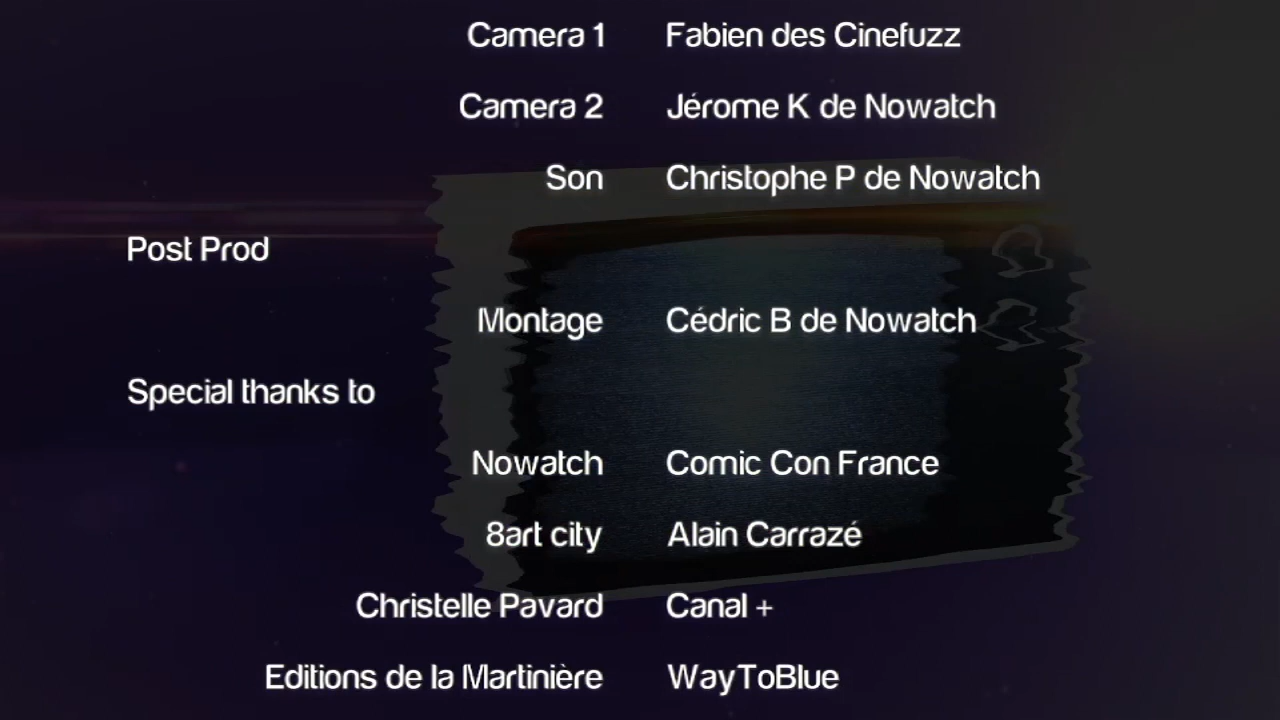 Camera 1 Fabien des Cinefuzz
Camera 2 Jérome K de Nowatch
Son Christophe P de Nowatch
Post Prod
Montage Cédric B de Nowatch
Special thanks to
Nowatch Comic Con France
8art city Alain Carrazé
Christelle Pavard Canal +
Editions de la Martinière WayToBlue